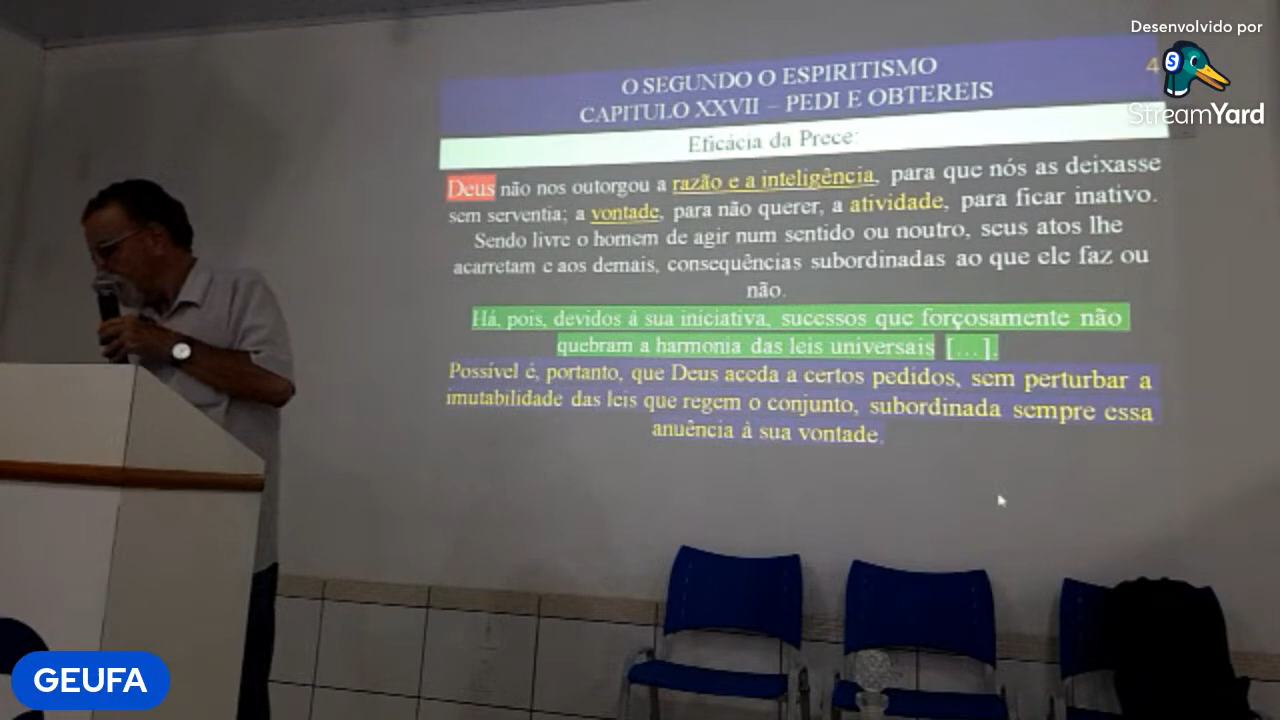 Desenvolvido por
StreamYard
O SEGUNDO O ESPIRITISMO
4
CAPITULO XXVII – PEDI E OBTEREIS
Eficácia da Prece:
Deus não nos outorgou a razão e a inteligência, para que nós as deixasse
sem serventia; a vontade, para não querer, a atividade, para ficar inativo.
Sendo livre o homem de agir num sentido ou noutro, seus atos lhe
acarretam e aos demais, consequências subordinadas ao que ele faz ou
não.
Há, pois, devidos à sua iniciativa, sucessos que forçosamente não
quebram a harmonia das leis universais [...].
Possível é, portanto, que Deus aceda a certos pedidos, sem perturbar a
imutabilidade das leis que regem o conjunto, subordinada sempre essa
anuência à sua vontade.
GEUFA